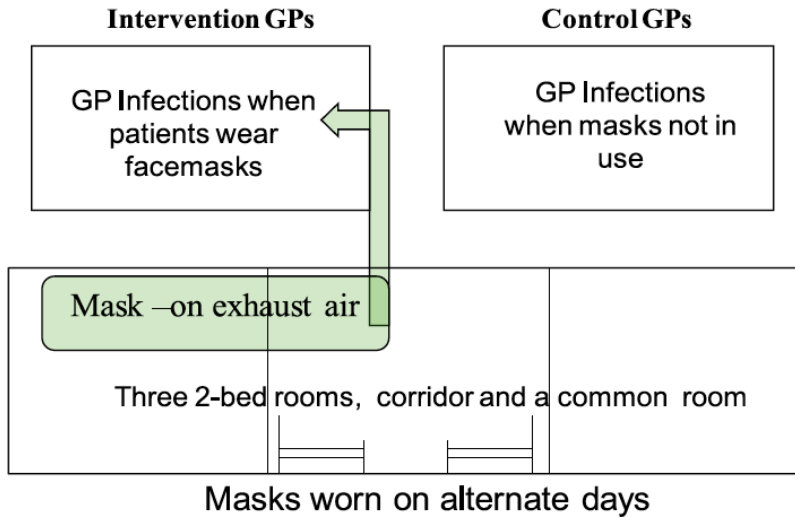 Intervention GPs
Control GPs
GP Infections when
patients wear
facemasks
GP Infections
when masks not in
use
Mask –on exhaust air
Three 2-bed rooms, corridor and a common room
Masks worn on alternate days